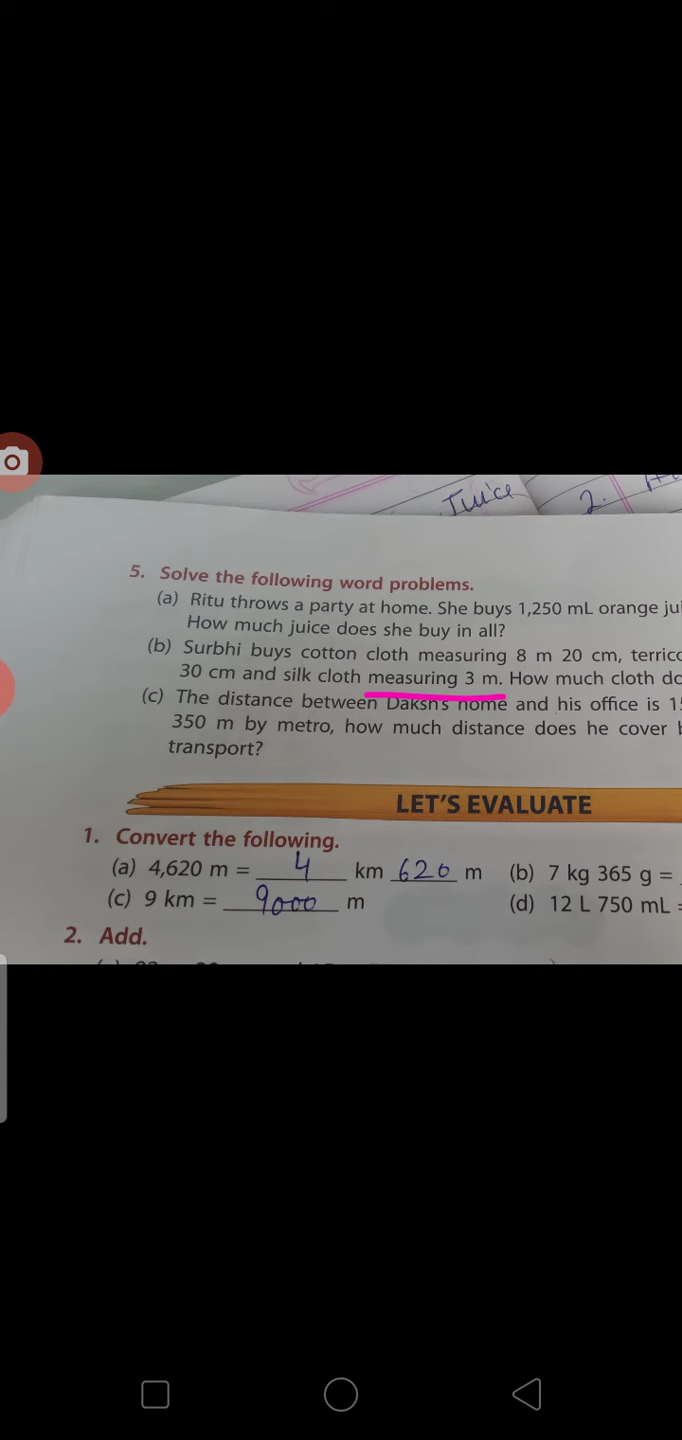 Juice 2.
5. Solve the following word problems.
(a) Ritu throws a party at home. She buys 1,250 mL orange
How much juice does she buy in all?
(b) Surbhi buys cotton cloth measuring 8 m 20 cm,
30 cm and silk cloth measuring 3 m. How much cloth
(c) The distance between Daksh's home and his office is
350 m by metro, how much distance does he cover
transport?
LET'S EVALUATE
1. Convert the following.
(a) 4,620 m = 4 km 620 m (b) 7 kg 365 g =
(c) 9 km = 9000 m (d) 12 L 750 mL =
2. Add.